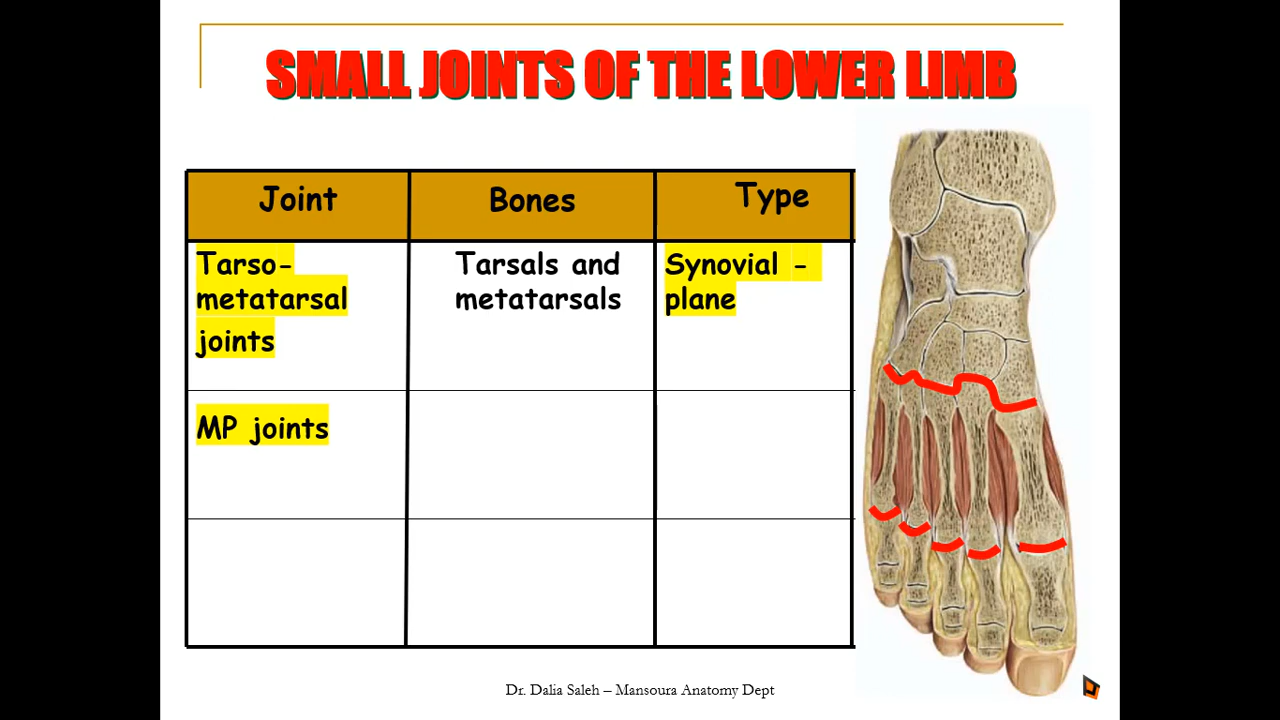 SMALL JOINTS OF THE LOWER LIMB
Joint
Bones
Type
Tarso-
metatarsal
joints
Tarsals and
metatarsals
Synovial -
plane
MP joints
Dr. Dalia Saleh – Mansoura Anatomy Dept